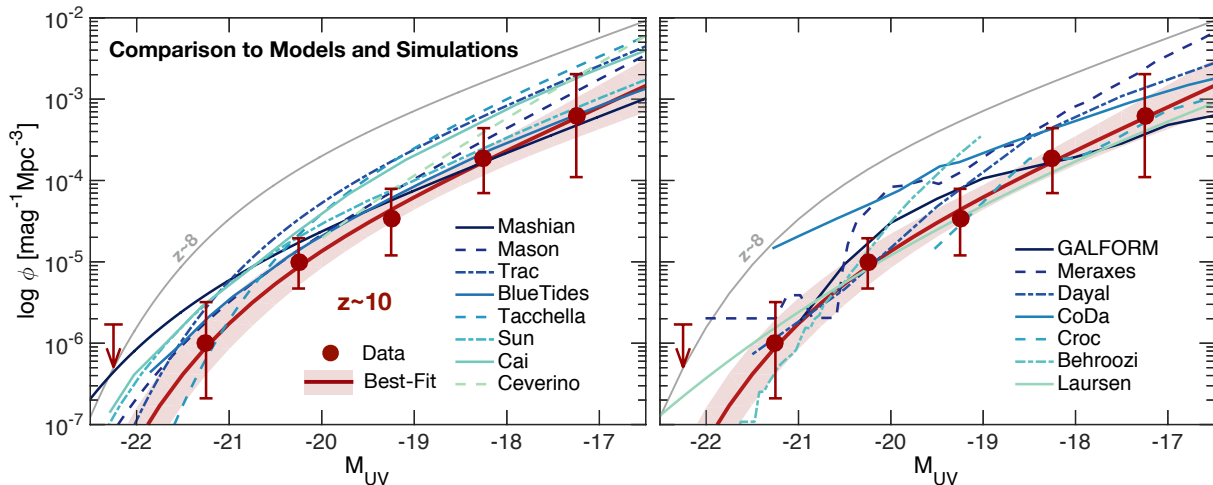 Comparison to Models and Simulations
log ϕ [mag⁻¹ Mpc⁻³]
10⁻²
10⁻³
10⁻⁴
10⁻⁵
10⁻⁶
10⁻⁷
z~8
z~10
Data
Best-Fit
Mashian
Mason
Trac
BlueTides
Tacchella
Sun
Cai
Ceverino
-22 -21 -20 -19 -18 -17
M_UV
z~8
GALFORM
Meraxes
Dayal
CoDa
Croc
Behroozi
Laursen
-22 -21 -20 -19 -18 -17
M_UV